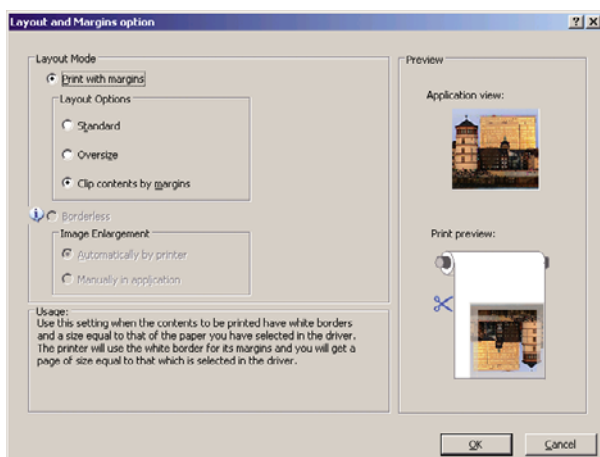 Layout and Margins option
Layout Mode
Print with margins
Layout Options
Standard
Oversize
Clip contents by margins
Borderless
Image Enlargement
Automatically by printer
Manually in application
Usage:
Use this setting when the contents to be printed have white borders
and a size equal to that of the paper you have selected in the driver.
The printer will use the white border for its margins and you will get a
page of size equal to that which is selected in the driver.
Preview
Application view:
Print preview:
OK
Cancel